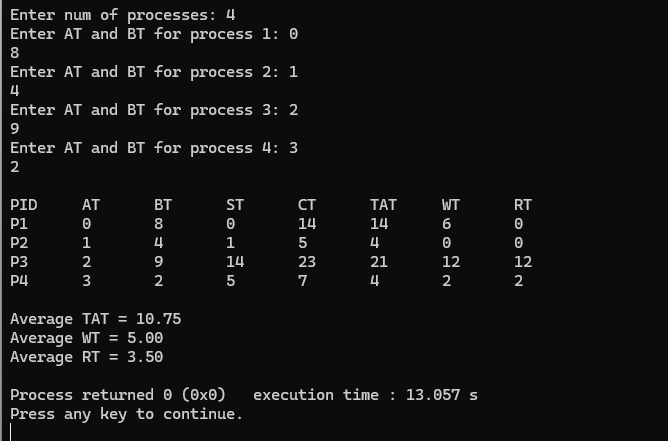 Enter num of processes: 4
Enter AT and BT for process 1: 0
8
Enter AT and BT for process 2: 1
4
Enter AT and BT for process 3: 2
9
Enter AT and BT for process 4: 3
2
PID AT BT ST CT TAT WT RT
P1 0 8 0 14 14 6 0
P2 1 4 1 5 4 0 0
P3 2 9 14 23 21 12 12
P4 3 2 5 7 4 2 2
Average TAT = 10.75
Average WT = 5.00
Average RT = 3.50
Process returned 0 (0x0) execution time : 13.057 s
Press any key to continue.